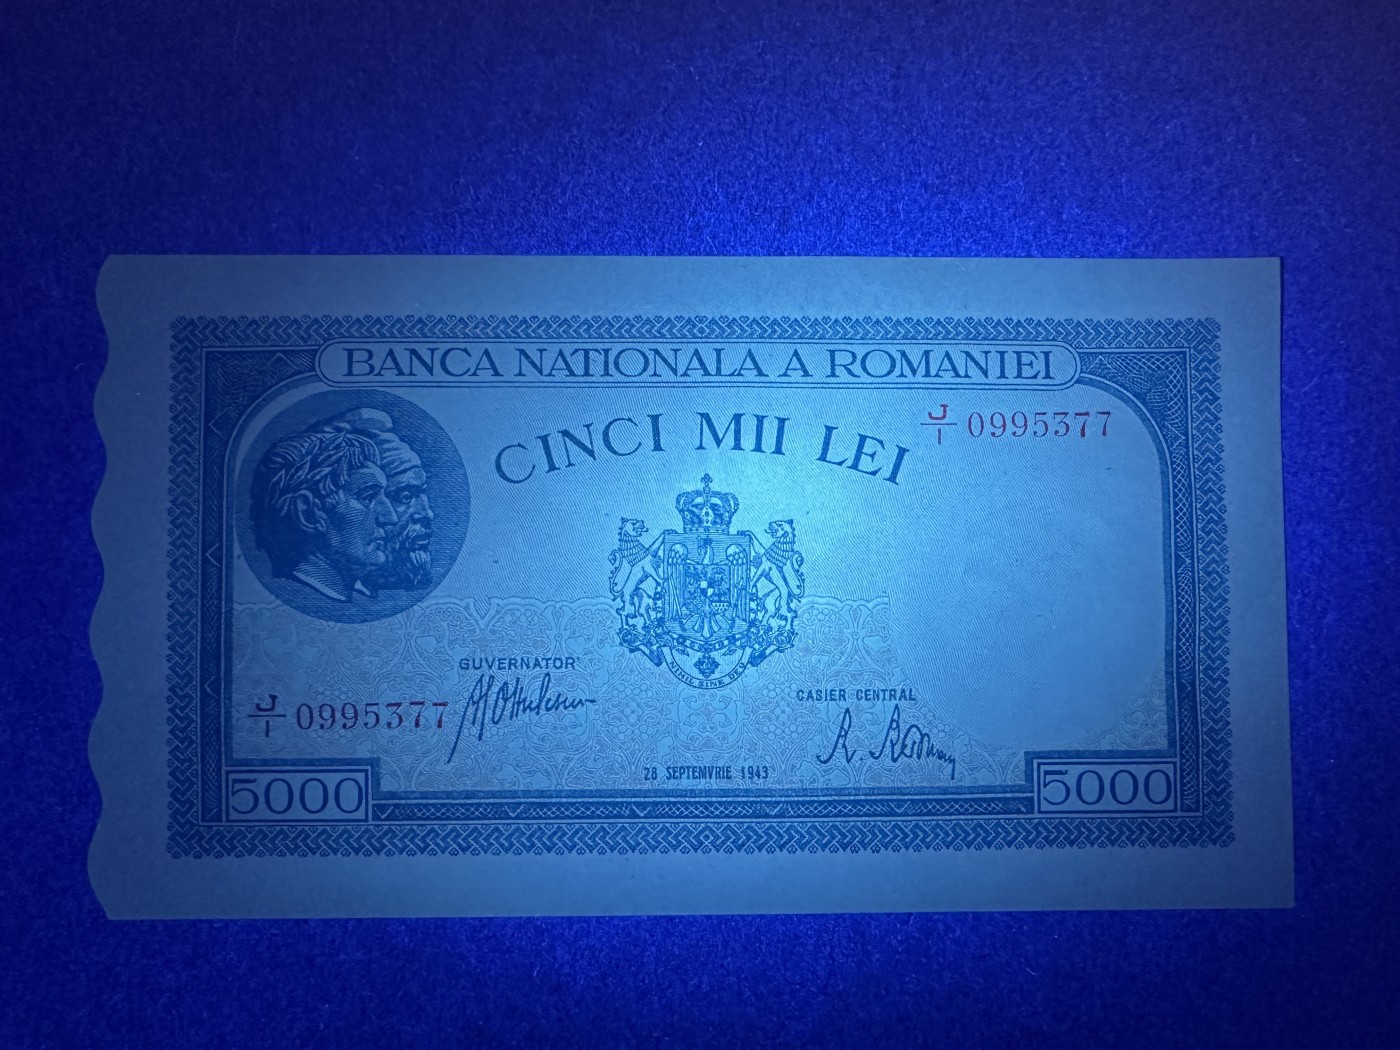 BANCA NATIONALA A ROMANIEI
CINCI MII LEI
J/1 0995377
NIHIL SINE DEO
GUVERNATOR
CASIER CENTRAL
J/1 0995377
28 SEPTEMVRIE 1943
5000
5000